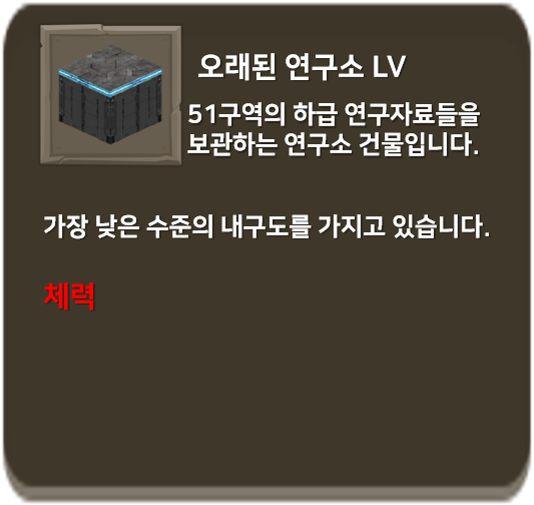 오래된 연구소 LV
51구역의 하급 연구자료들을
보관하는 연구소 건물입니다.
가장 낮은 수준의 내구도를 가지고 있습니다.
체력